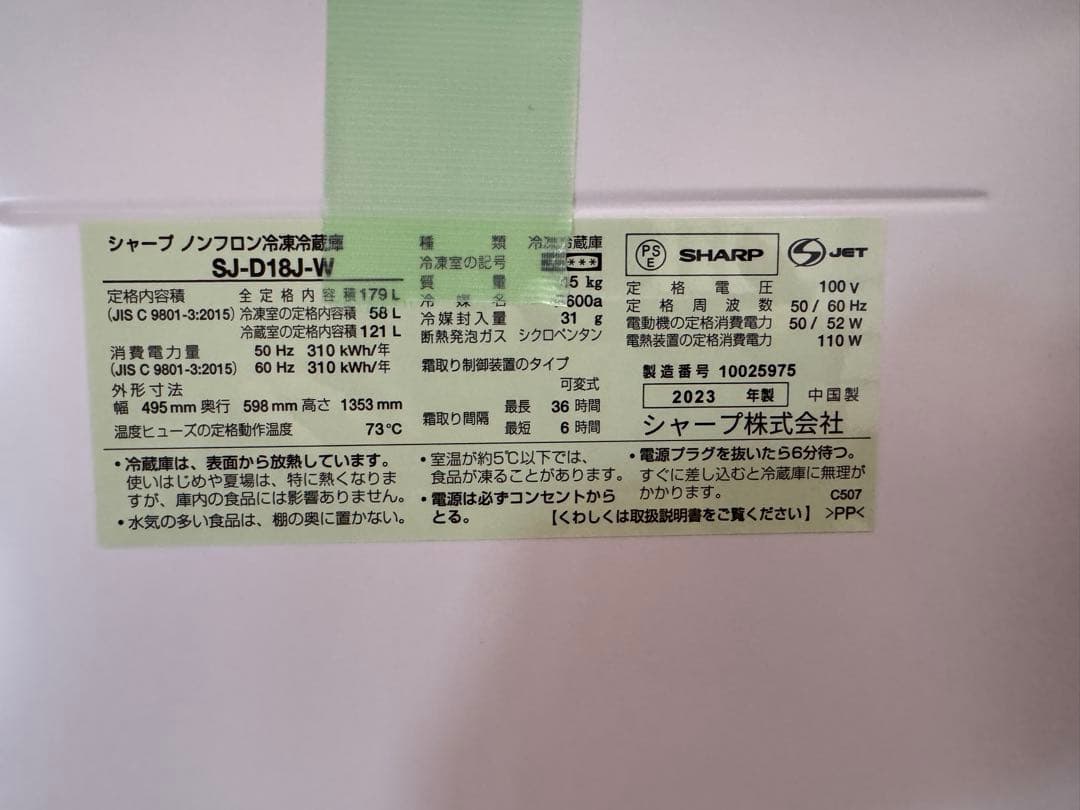 シャープ ノンフロン冷凍冷蔵庫
SJ-D18J-W
定格内容積 全定格内容積 179 L
(JIS C 9801-3:2015) 冷凍室の定格内容積 58 L
冷蔵室の定格内容積 121 L
消費電力量 50 Hz 310 kWh/年
(JIS C 9801-3:2015) 60 Hz 310 kWh/年
外形寸法
幅 495 mm 奥行 598 mm 高さ 1353 mm
温度ヒューズの定格動作温度 73℃
種類 冷凍冷蔵庫
冷凍室の記号
質量 kg
冷媒名 600a
冷媒封入量 31 g
断熱発泡ガス シクロペンタン
霜取り制御装置のタイプ
可変式
霜取り間隔 最長 36 時間
最短 6 時間
PSE SHARP JET
定格電圧 100 V
定格周波数 50 / 60 Hz
電動機の定格消費電力 50 / 52 W
電熱装置の定格消費電力 110 W
製造番号 10025975
2023 年製 中国製
シャープ株式会社
・冷蔵庫は、表面から放熱しています。
使いはじめや夏場は、特に熱くなりま
すが、庫内の食品には影響ありません。
・水気の多い食品は、棚の奥に置かない。
・室温が約5℃以下では、
食品が凍ることがあります。
・電源は必ずコンセントから
とる。
・電源プラグを抜いたら6分待つ。
すぐに差し込むと冷蔵庫に無理が
かかります。 C507
【くわしくは取扱説明書をご覧ください】 >PP<